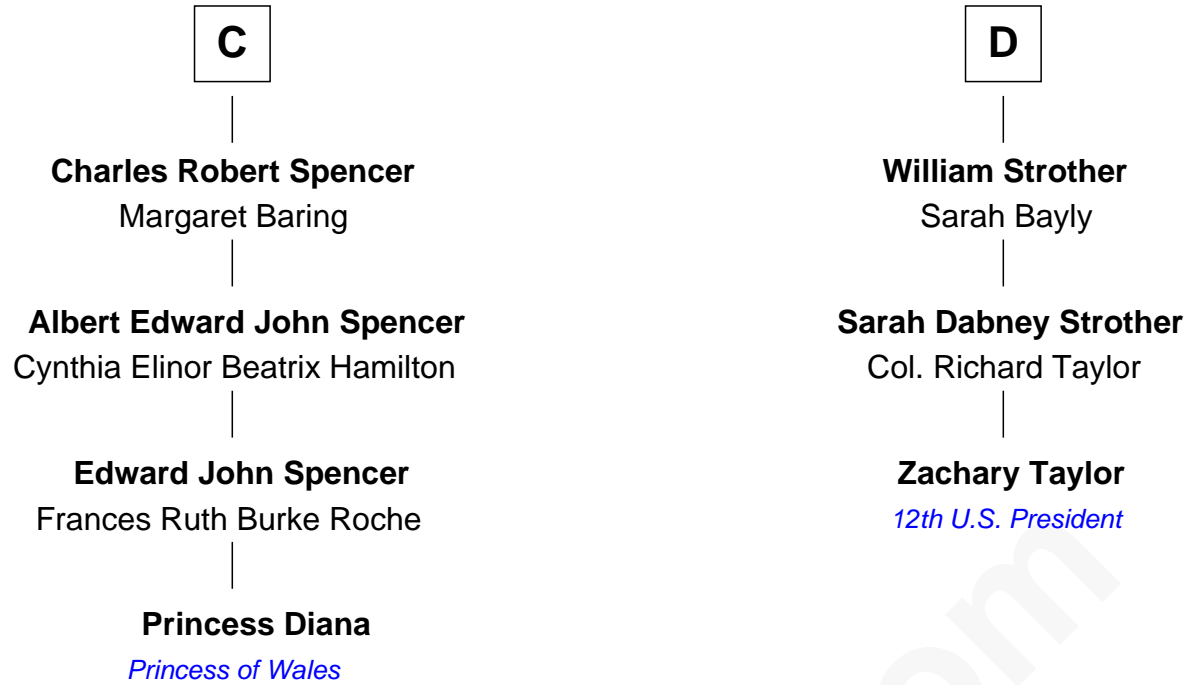 C
Charles Robert Spencer
Margaret Baring
Albert Edward John Spencer
Cynthia Elinor Beatrix Hamilton
Edward John Spencer
Frances Ruth Burke Roche
Princess Diana
Princess of Wales
D
William Strother
Sarah Bayly
Sarah Dabney Strother
Col. Richard Taylor
Zachary Taylor
12th U.S. President
om